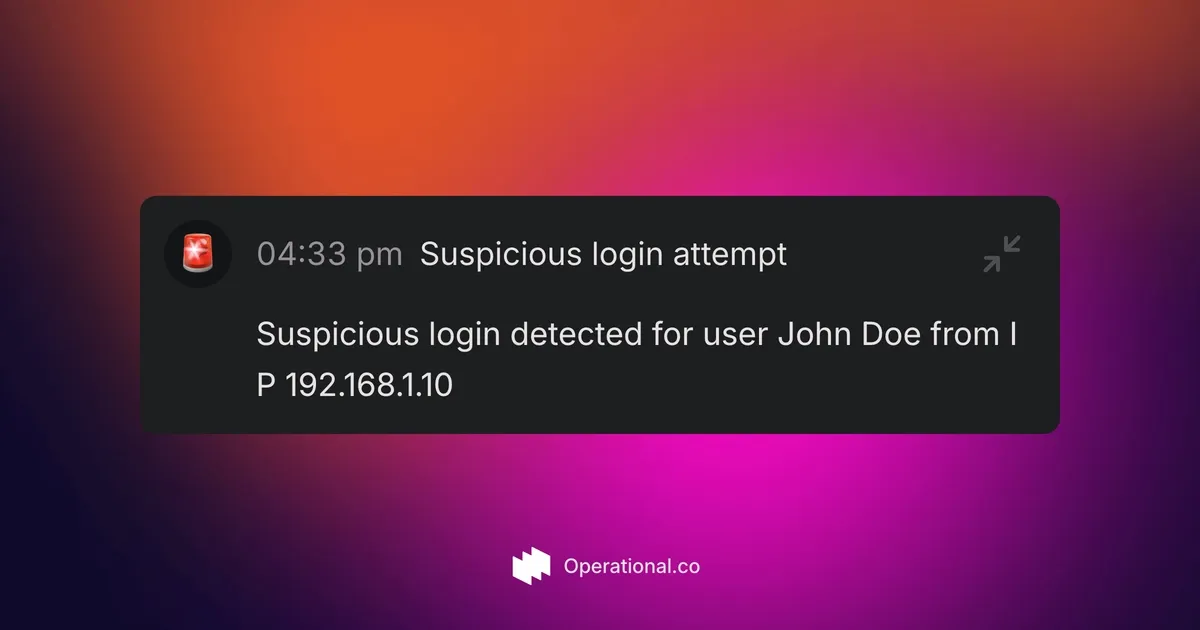 04:33 pm Suspicious login attempt
Suspicious login detected for user John Doe from I
P 192.168.1.10
Operational.co